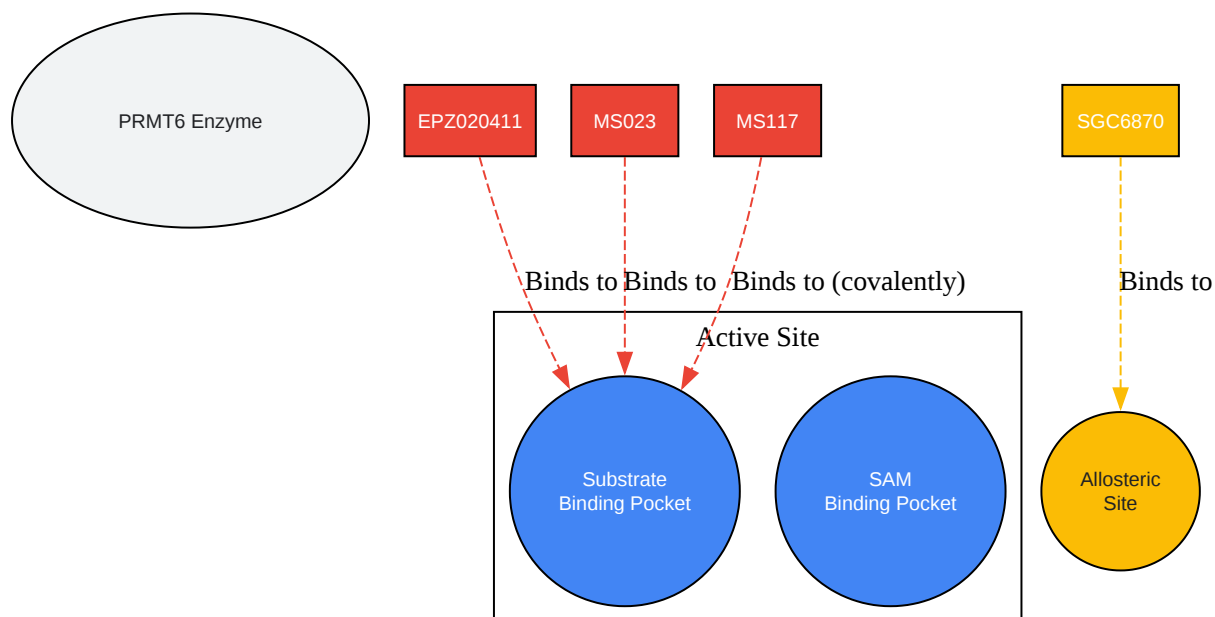 PRMT6 Enzyme
EPZ020411
MS023
MS117
SGC6870
Binds to
Binds to
Binds to (covalently)
Binds to
Active Site
Substrate
Binding Pocket
SAM
Binding Pocket
Allosteric
Site